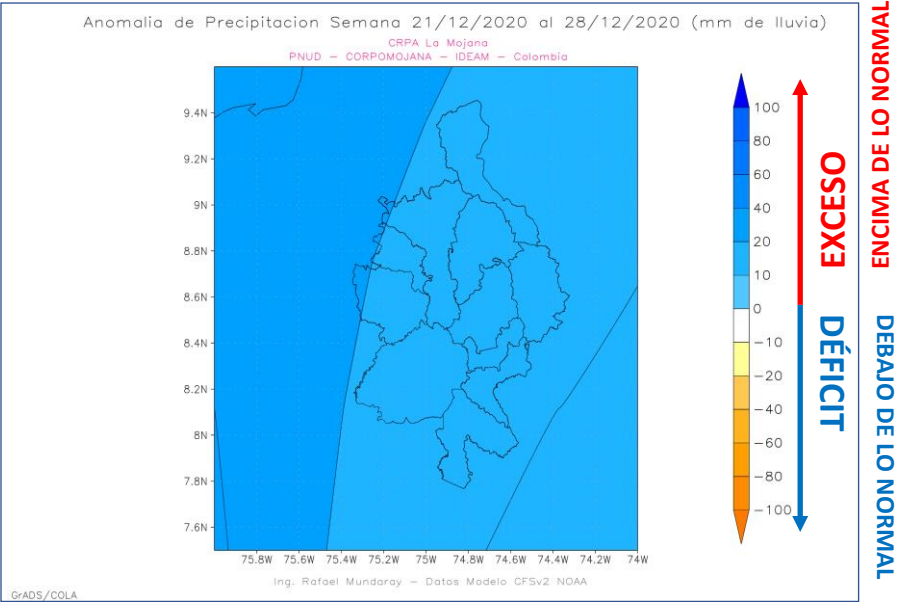 Anomalia de Precipitacion Semana 21/12/2020 al 28/12/2020 (mm de lluvia)
CRPA La Mojana
PNUD – CORPOMOJANA – IDEAM – Colombia
9.4N
9.2N
9N
8.8N
8.6N
8.4N
8.2N
8N
7.8N
7.6N
75.8W 75.6W 75.4W 75.2W 75W 74.8W 74.6W 74.4W 74.2W 74W
100
80
60
40
20
10
0
−10
−20
−40
−60
−80
−100
EXCESO
DÉFICIT
ENCIMA DE LO NORMAL
DEBAJO DE LO NORMAL
Ing. Rafael Mundaray – Datos Modelo CFSv2 NOAA
GrADS/COLA